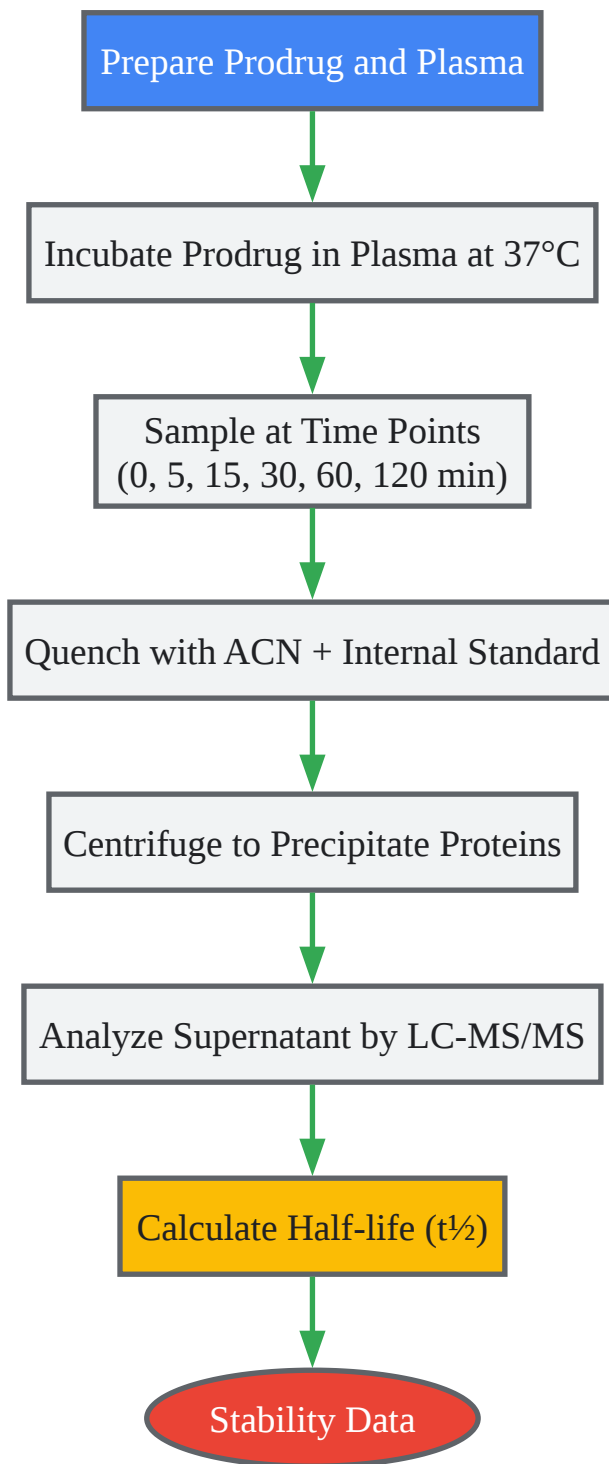 Prepare Prodrug and Plasma
Incubate Prodrug in Plasma at 37°C
Sample at Time Points
(0, 5, 15, 30, 60, 120 min)
Quench with ACN + Internal Standard
Centrifuge to Precipitate Proteins
Analyze Supernatant by LC-MS/MS
Calculate Half-life (t½)
Stability Data